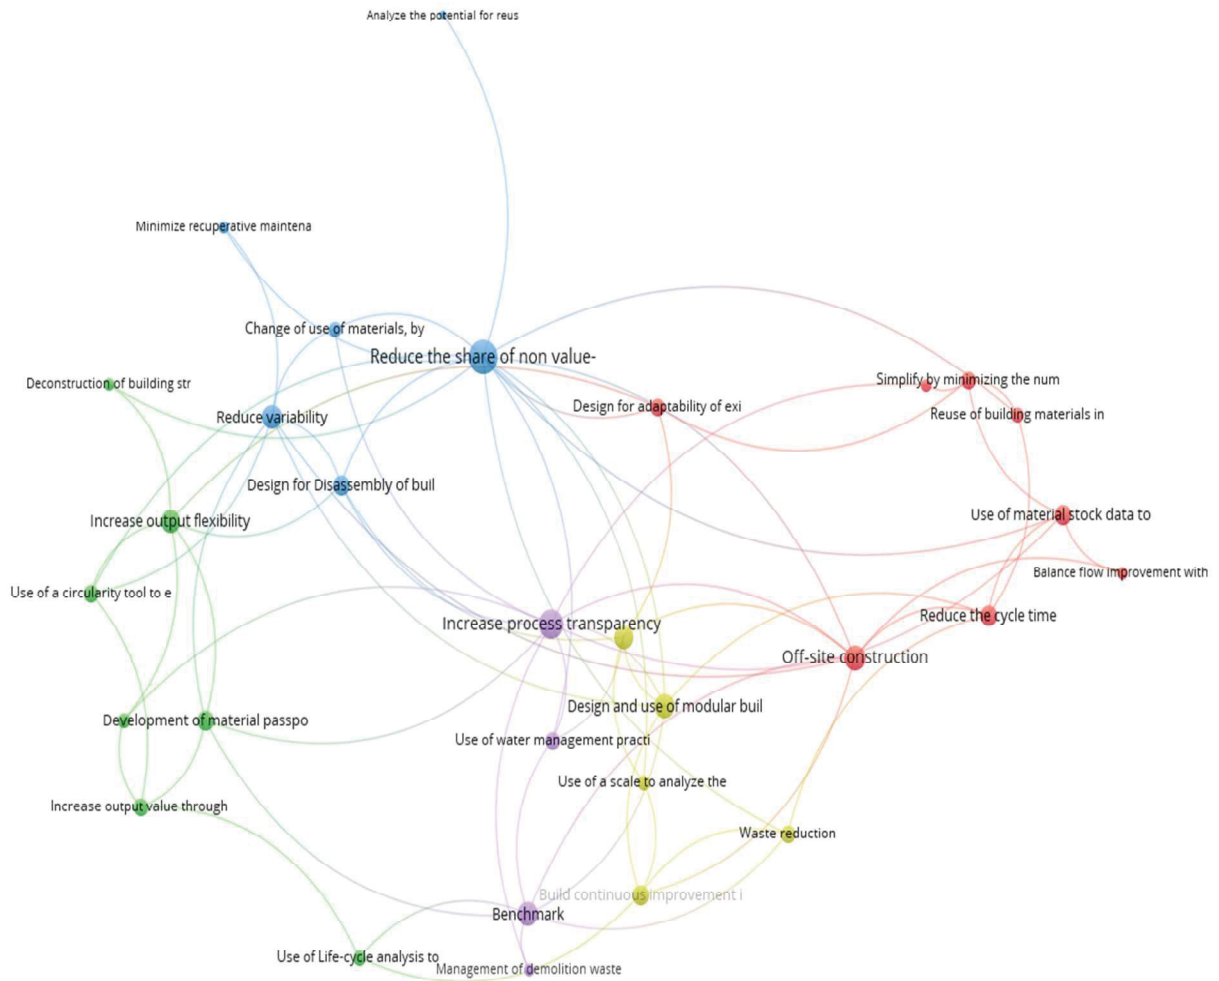 Analyze the potential for reus
Minimize recuperative maintena
Change of use of materials, by
Reduce the share of non value-
Simplify by minimizing the num
Deconstruction of building str
Design for adaptability of exi
Reuse of building materials in
Reduce variability
Design for Disassembly of buil
Use of material stock data to
Increase output flexibility
Balance flow improvement with
Use of a circularity tool to e
Reduce the cycle time
Increase process transparency
Off-site construction
Design and use of modular buil
Development of material passpo
Use of water management practi
Use of a scale to analyze the
Increase output value through
Waste reduction
Build continuous improvement i
Benchmark
Use of Life-cycle analysis to
Management of demolition waste